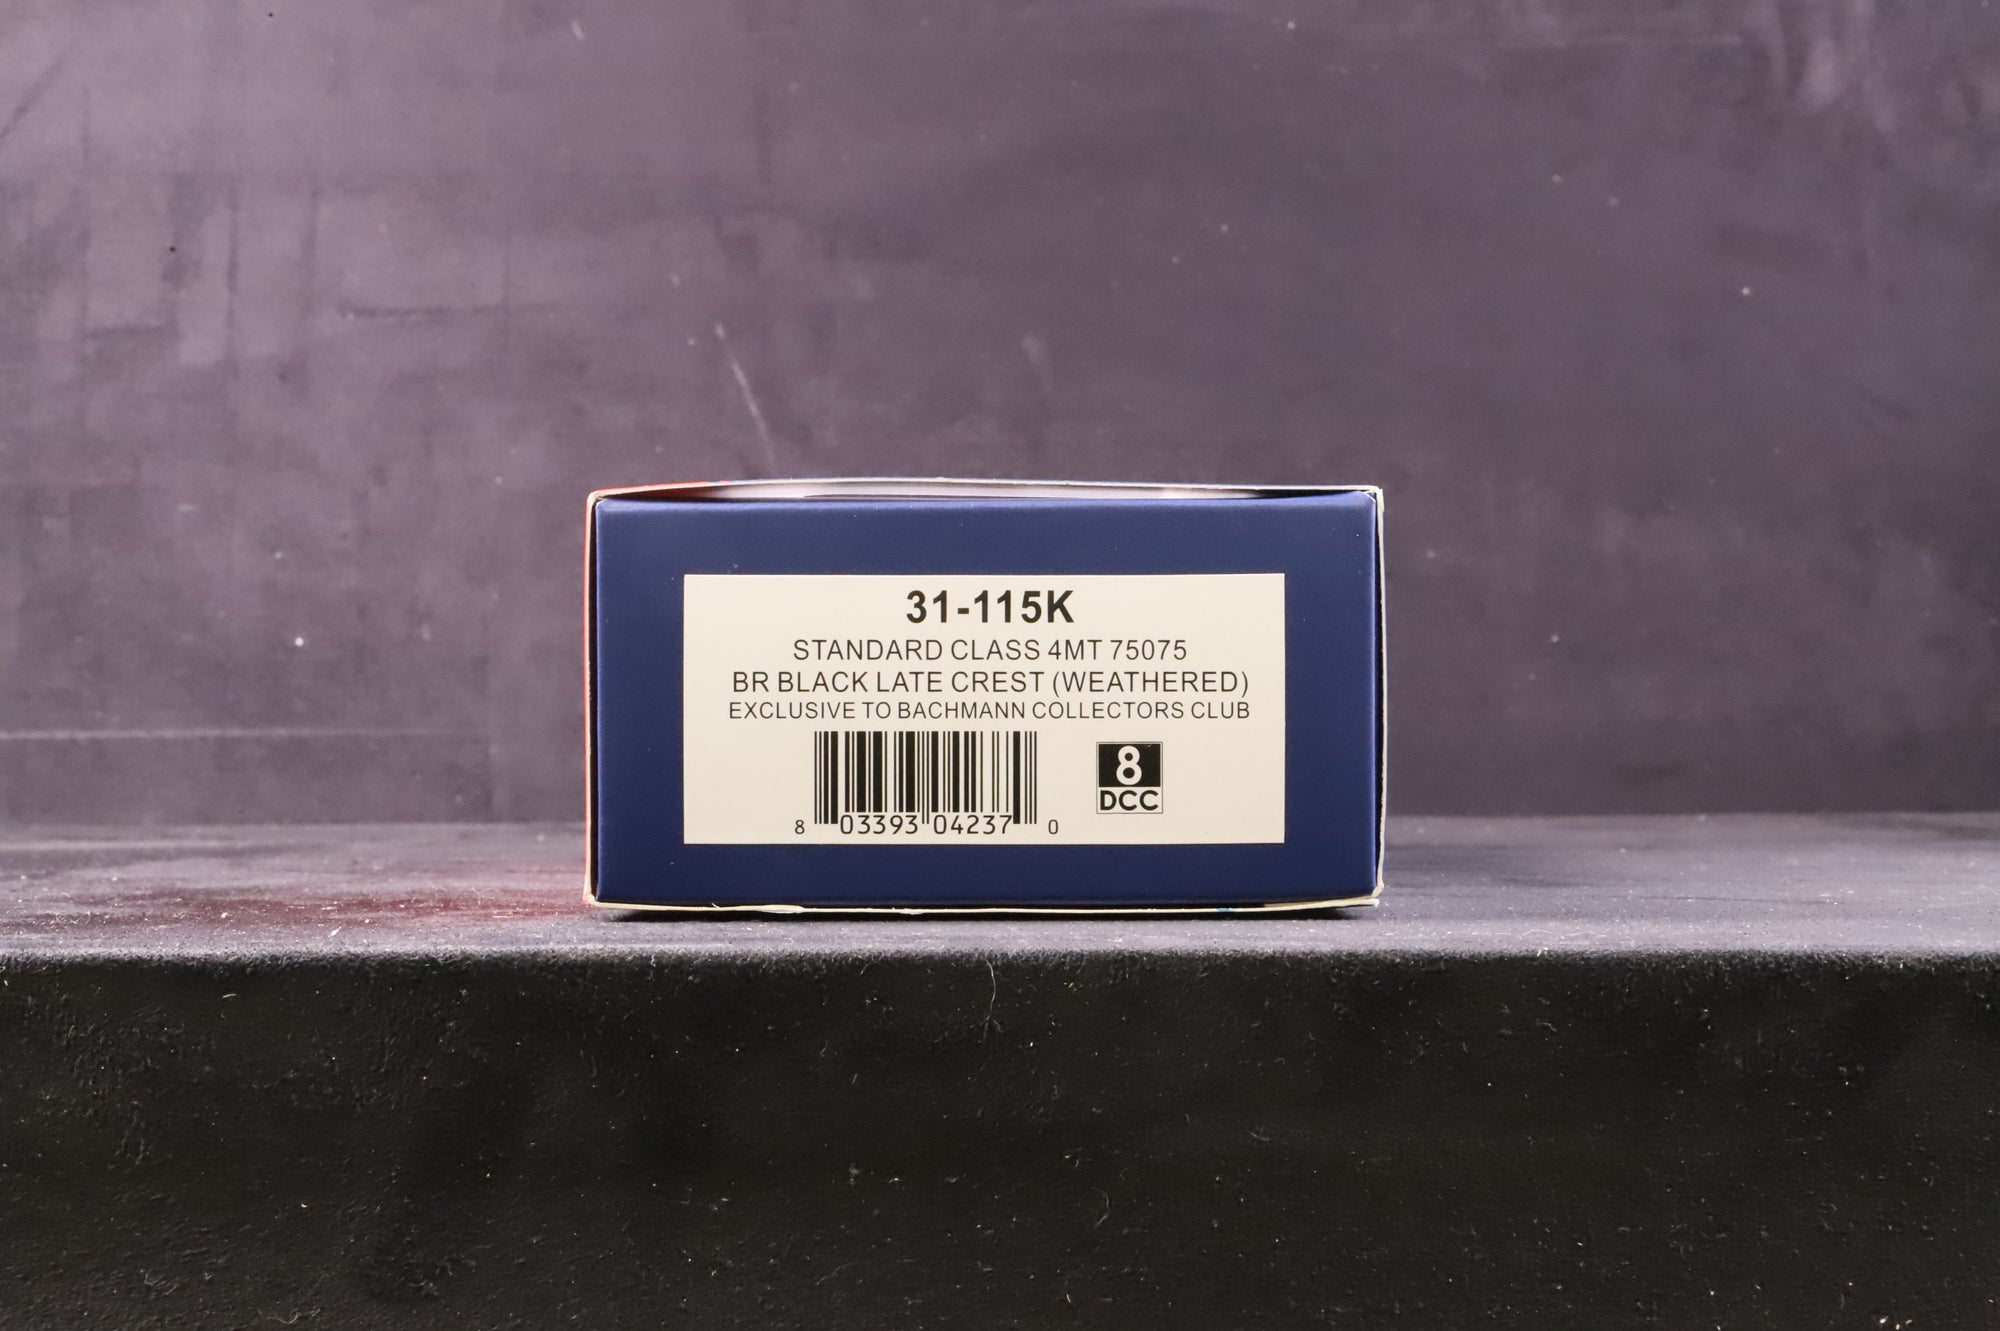 31-115K
STANDARD CLASS 4MT 75075
BR BLACK LATE CREST (WEATHERED)
EXCLUSIVE TO BACHMANN COLLECTORS CLUB
8 03393 04237 0
8
DCC